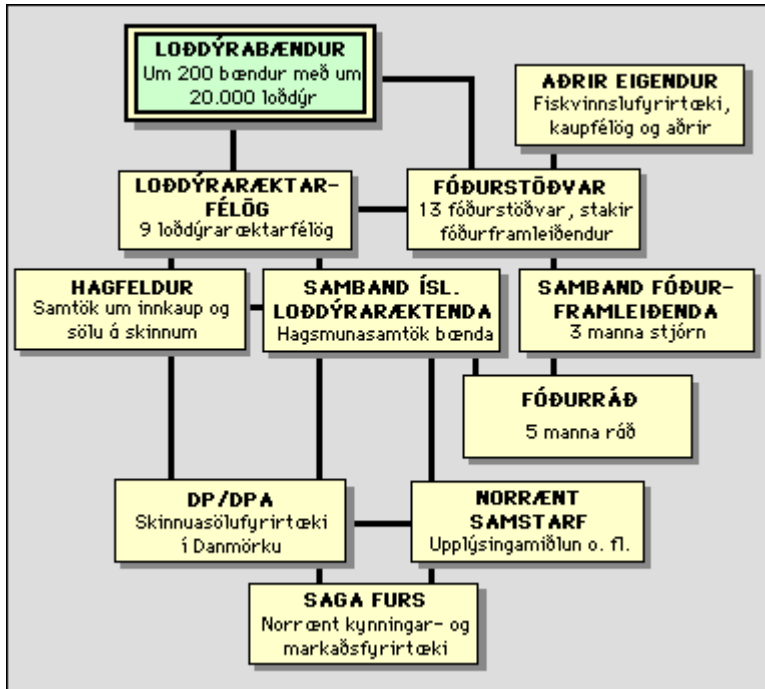 LOÐDÝRABÆNDUR
Um 200 bændur með um
20.000 loðdýr
AÐRIR EIGENDUR
Fiskvinnslufyrirtæki,
kaupfélög og aðrir
LOÐDÝRARÆKTAR-
FÉLÖG
9 loðdýraræktarfélög
FÓÐURSTÖÐVAR
13 fóðurstöðvar, stakir
fóðurframleiðendur
HAGFELDUR
Samtök um innkaup og
sölu á skinnum
SAMBAND ÍSL.
LOÐDÝRARÆKTENDA
Hagsmunasamtök bænda
SAMBAND FÓÐUR-
FRAMLEIÐENDA
3 manna stjórn
FÓÐURRÁÐ
5 manna ráð
DP/DPA
Skinnuasölufyrirtæki
í Danmörku
NORRÆNT
SAMSTARF
Upplýsingamiðlun o. fl.
SAGA FURS
Norrænt kynningar- og
markaðsfyrirtæki